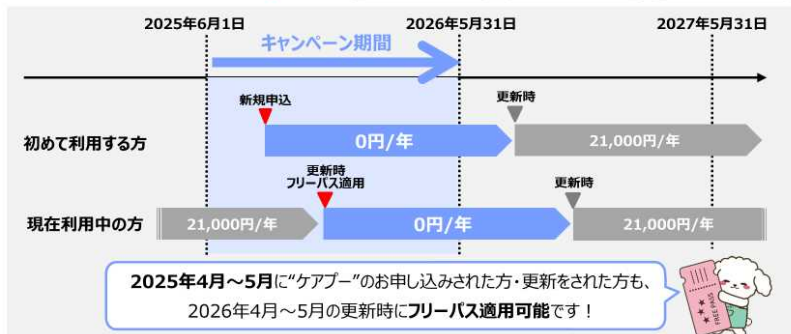 2025年6月1日 2026年5月31日 2027年5月31日
キャンペーン期間
新規申込 更新時
初めて利用する方 0円/年 21,000円/年
更新時
フリーパス適用 更新時
現在利用中の方 21,000円/年 0円/年 21,000円/年
2025年4月～5月に“ケアプー”のお申し込みされた方・更新をされた方も、
2026年4月～5月の更新時にフリーパス適用可能です！
FREE PASS